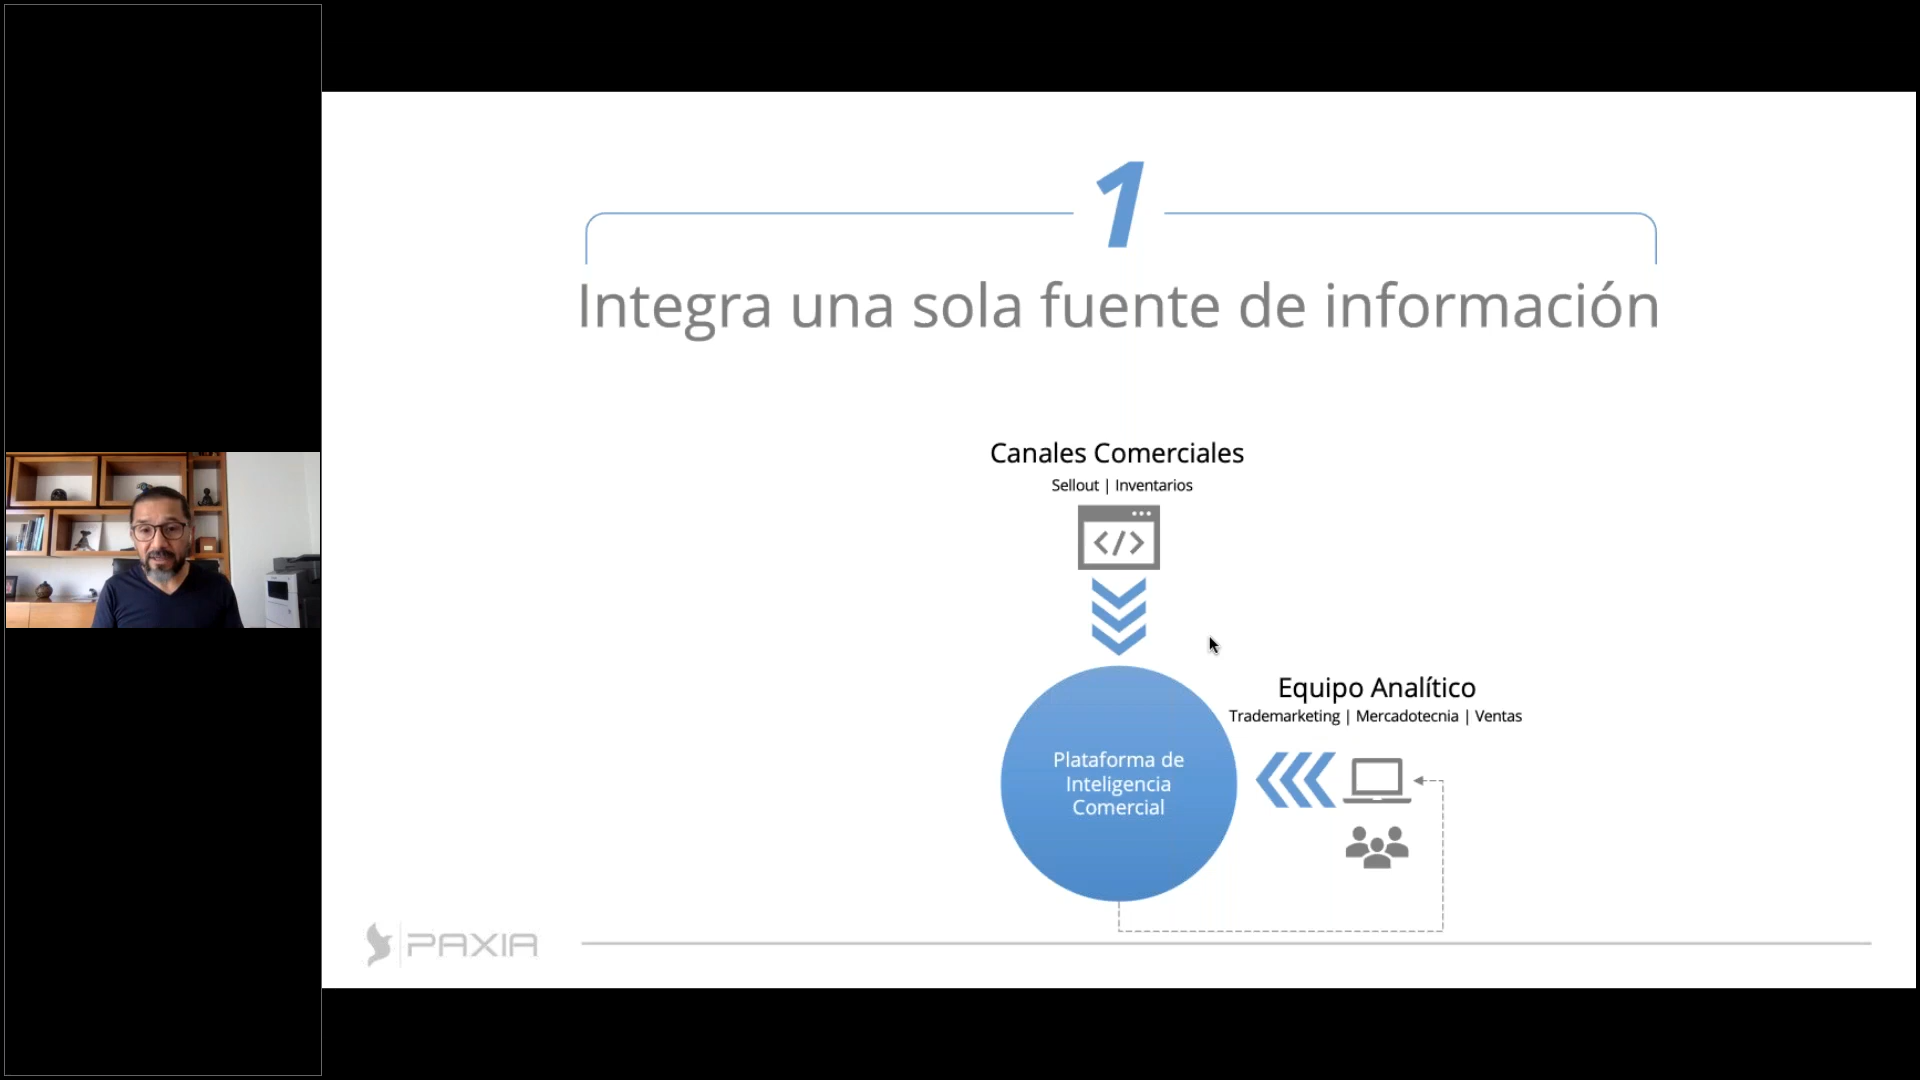 1
Integra una sola fuente de información
Canales Comerciales
Sellout | Inventarios
</>
Equipo Analítico
Trademarketing | Mercadotecnia | Ventas
Plataforma de
Inteligencia
Comercial
PAXIA